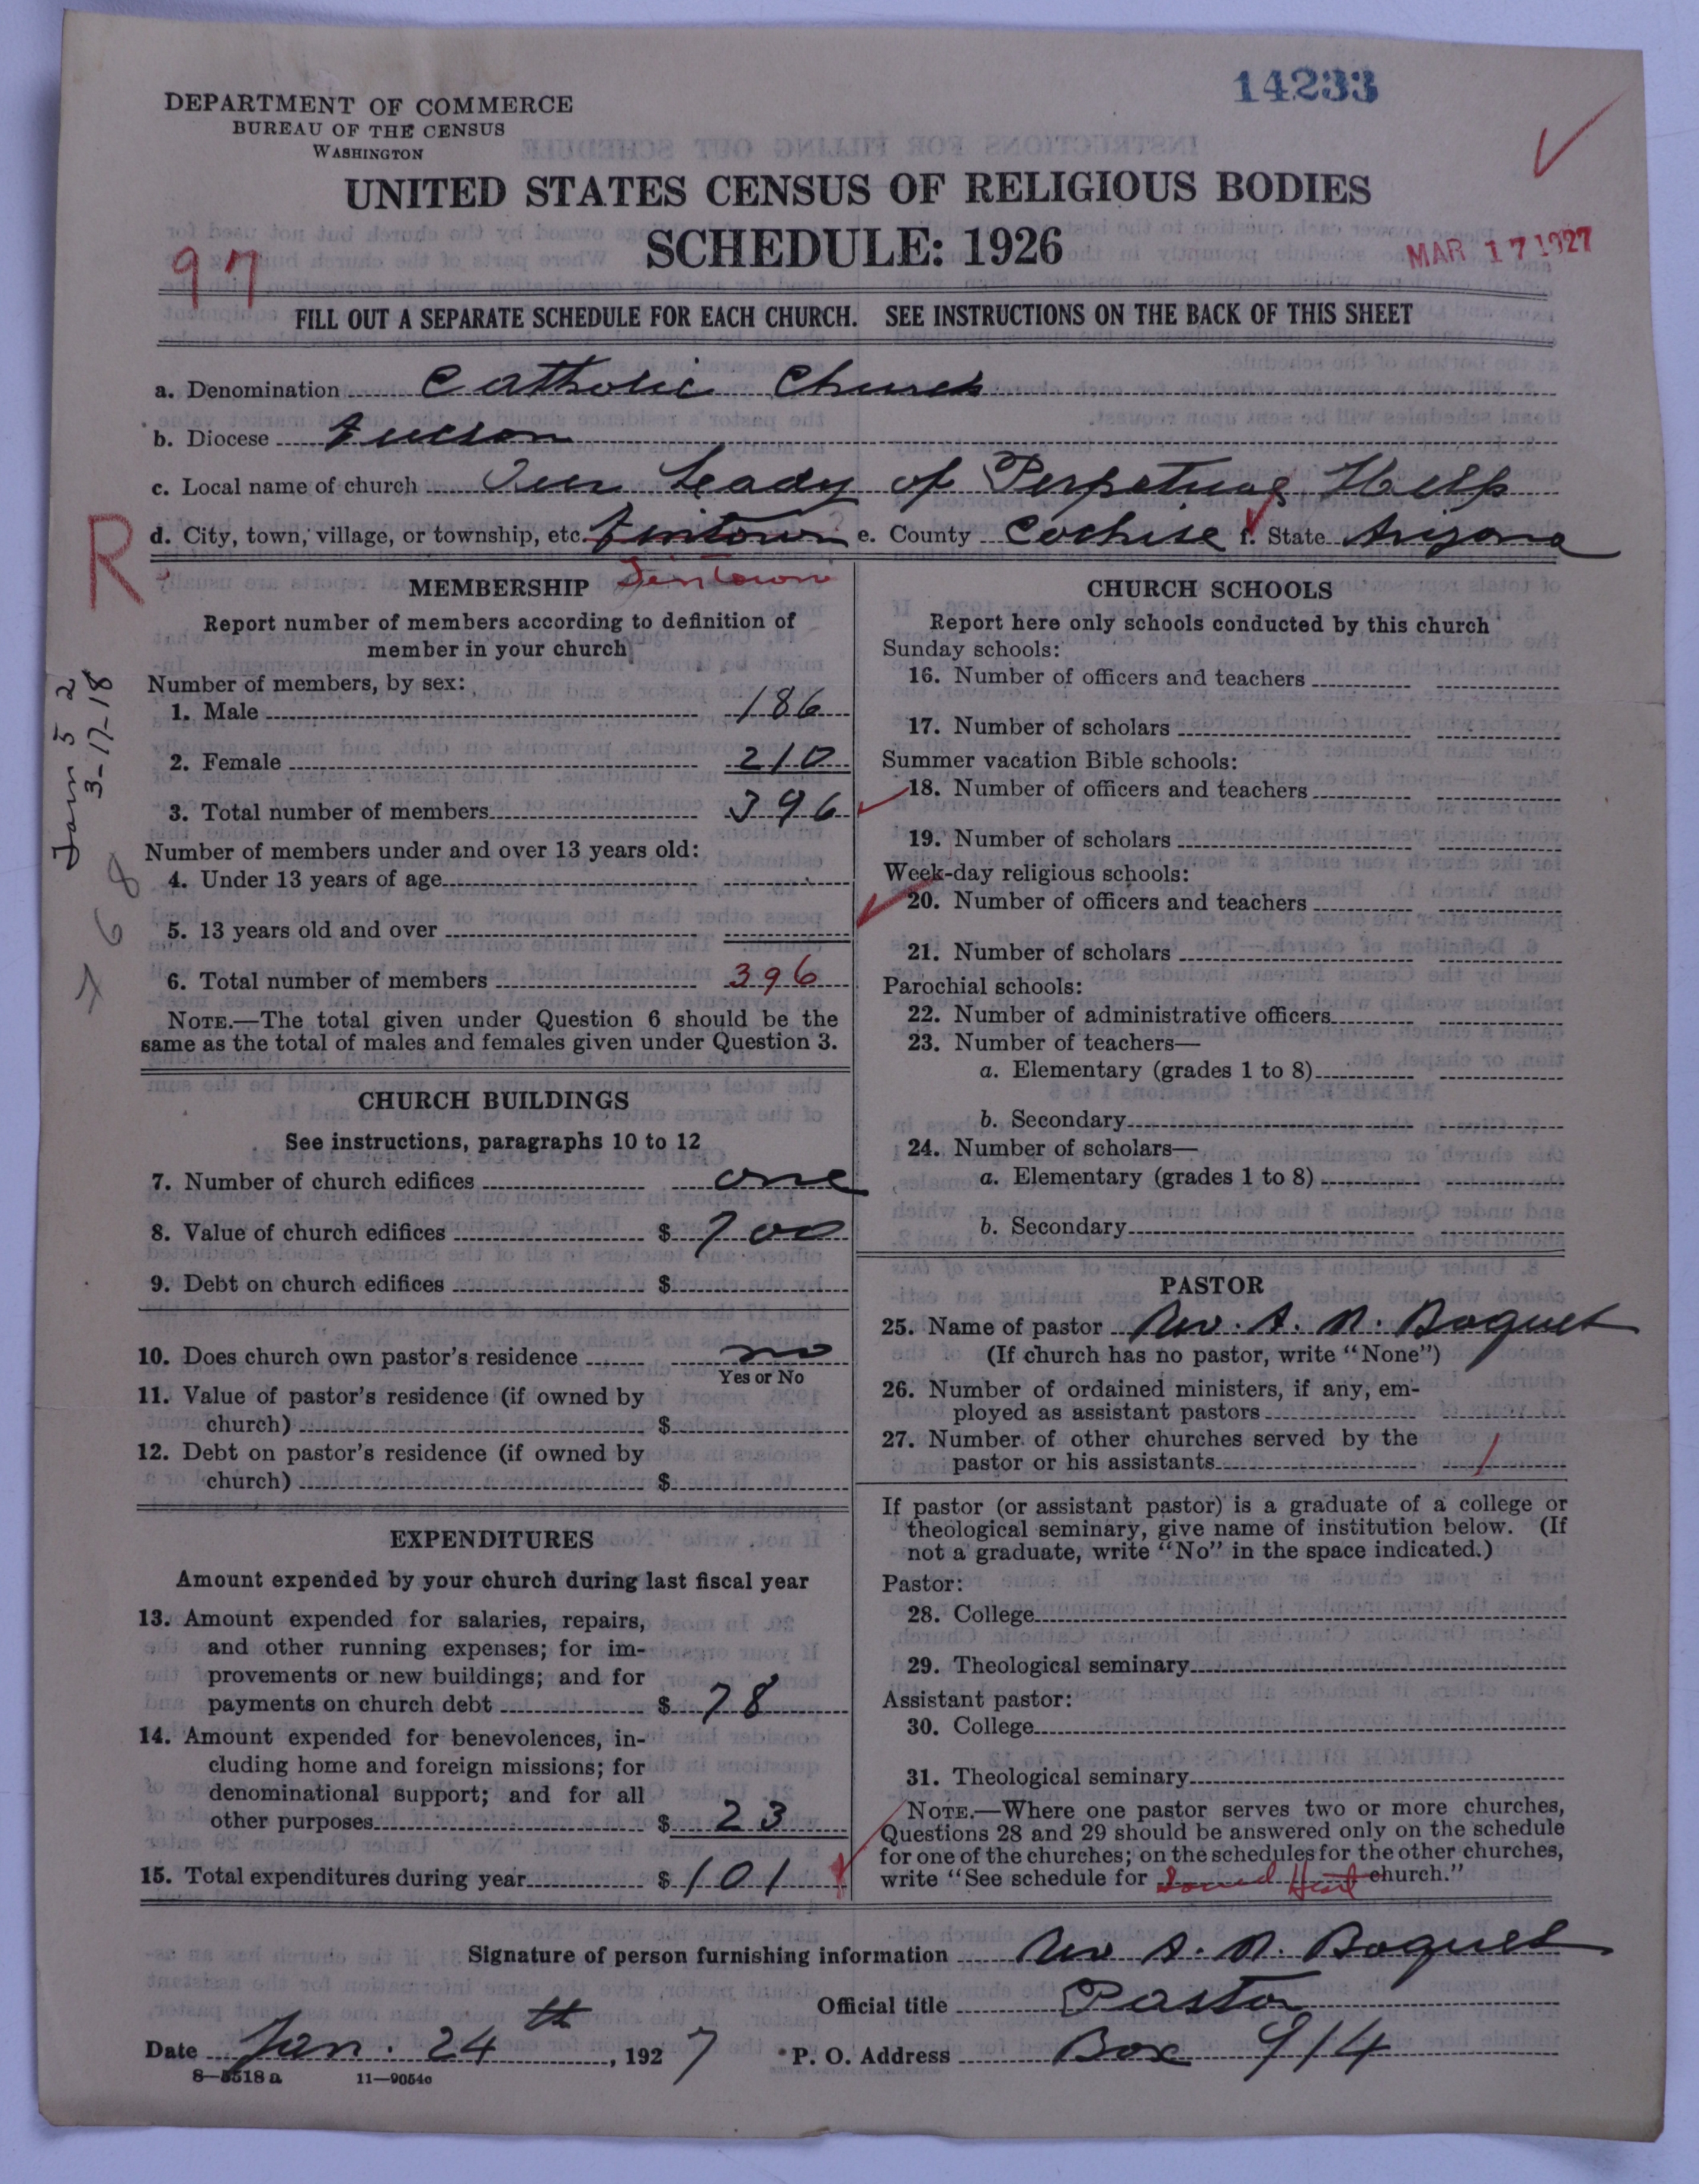 14233
DEPARTMENT OF COMMERCE
BUREAU OF THE CENSUS
WASHINGTON
UNITED STATES CENSUS OF RELIGIOUS BODIES
SCHEDULE: 1926
97
MAR 17 1927
FILL OUT A SEPARATE SCHEDULE FOR EACH CHURCH. SEE INSTRUCTIONS ON THE BACK OF THIS SHEET
a. Denomination Catholic Church
b. Diocese Tucson
c. Local name of church Our Leady of Perpetual Help
d. City, town, village, or township, etc. Tintown e. County Cochise f. State Arizona
R
Tintown
MEMBERSHIP
Report number of members according to definition of
member in your church
Number of members, by sex:
1. Male 186
2. Female 210
3. Total number of members 396
Number of members under and over 13 years old:
4. Under 13 years of age
5. 13 years old and over
6. Total number of members 396
NOTE.—The total given under Question 6 should be the
same as the total of males and females given under Question 3.
3-17-18
CHURCH BUILDINGS
See instructions, paragraphs 10 to 12
7. Number of church edifices one
8. Value of church edifices $ 700
9. Debt on church edifices $
10. Does church own pastor's residence no
Yes or No
11. Value of pastor's residence (if owned by
church) $
12. Debt on pastor's residence (if owned by
church) $
EXPENDITURES
Amount expended by your church during last fiscal year
13. Amount expended for salaries, repairs,
and other running expenses; for im-
provements or new buildings; and for
payments on church debt $ 78
14. Amount expended for benevolences, in-
cluding home and foreign missions; for
denominational support; and for all
other purposes $ 23
15. Total expenditures during year $ 101
CHURCH SCHOOLS
Report here only schools conducted by this church
Sunday schools:
16. Number of officers and teachers
17. Number of scholars
Summer vacation Bible schools:
18. Number of officers and teachers
19. Number of scholars
Week-day religious schools:
20. Number of officers and teachers
21. Number of scholars
Parochial schools:
22. Number of administrative officers
23. Number of teachers—
a. Elementary (grades 1 to 8)
b. Secondary
24. Number of scholars—
a. Elementary (grades 1 to 8)
b. Secondary
PASTOR
25. Name of pastor Rev. A. N. Boquet
(If church has no pastor, write "None")
26. Number of ordained ministers, if any, em-
ployed as assistant pastors
27. Number of other churches served by the
pastor or his assistants 1
If pastor (or assistant pastor) is a graduate of a college or
theological seminary, give name of institution below. (If
not a graduate, write "No" in the space indicated.)
Pastor:
28. College
29. Theological seminary
Assistant pastor:
30. College
31. Theological seminary
NOTE.—Where one pastor serves two or more churches,
Questions 28 and 29 should be answered only on the schedule
for one of the churches; on the schedules for the other churches,
write "See schedule for Sacred Heart church."
Signature of person furnishing information Rev A. N. Boquet
Official title Pastor
Date Jan. 24th, 1927 P. O. Address Box 914
8—5518a 11—9054c